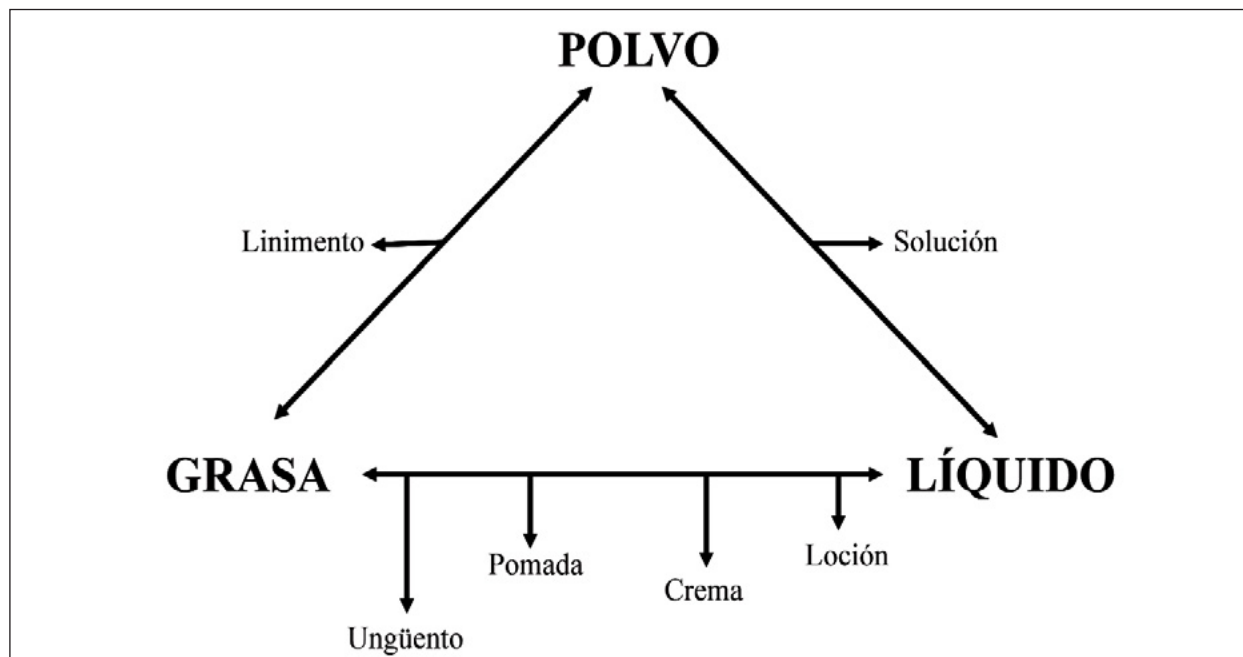 POLVO
Linimento
Solución
GRASA
LÍQUIDO
Pomada
Crema
Loción
Ungüento